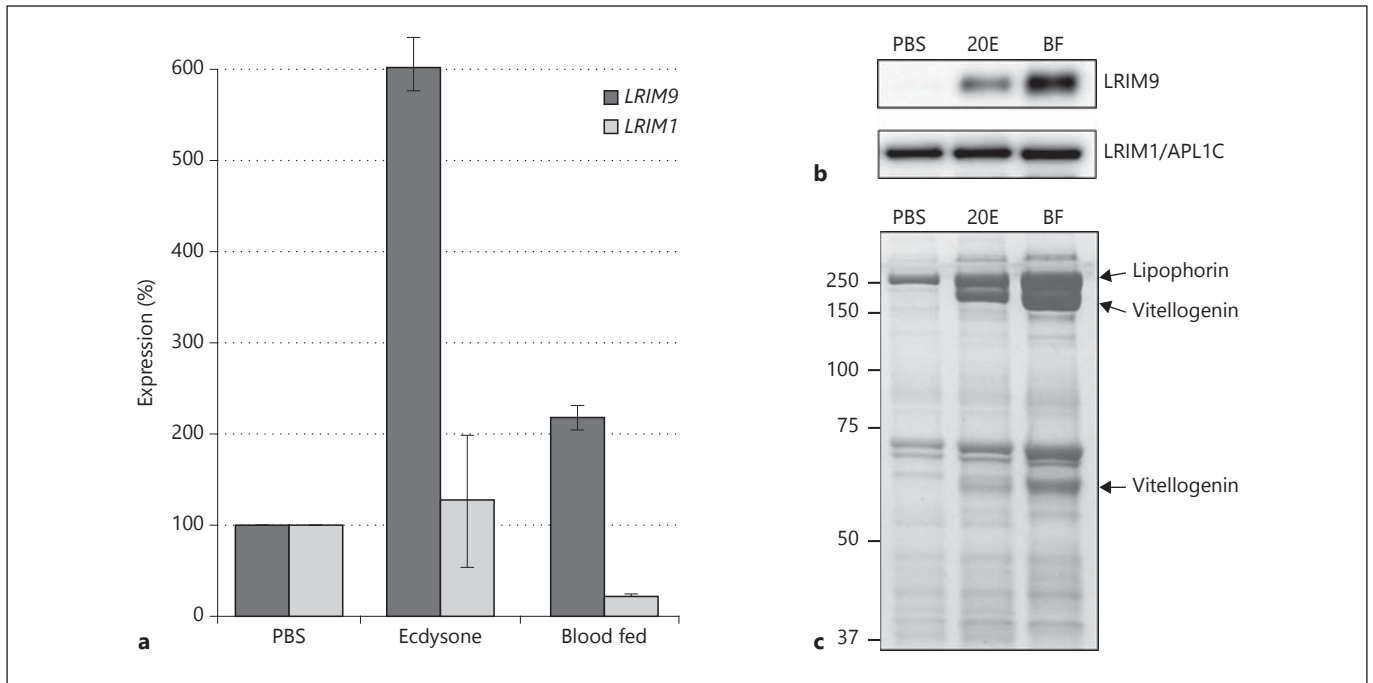 600
500
400
300
200
100
0
Expression (%)
LRIM9
LRIM1
PBS
Ecdysone
Blood fed
a
PBS 20E BF
LRIM9
LRIM1/APL1C
b
PBS 20E BF
250
150
100
75
50
37
Lipophorin
Vitellogenin
Vitellogenin
c